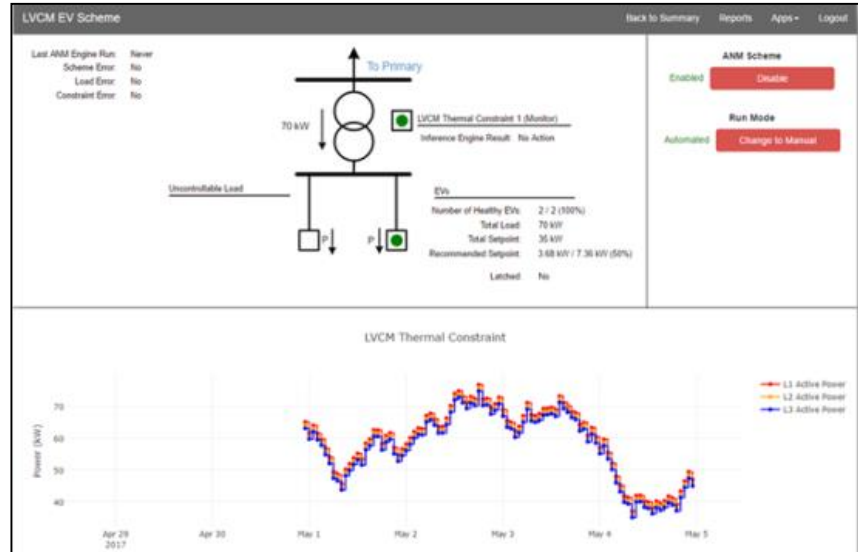 LVCM EV Scheme
Back to Summary Reports Apps Logout
Last ANM Engine Run: Never
Scheme Error: No
Load Error: No
Constraint Error: No
To Primary
70 kW
LVCM Thermal Constraint 1 (Monitor)
Inference Engine Result: No Action
Uncontrollable Load
EVs
Number of Healthy EVs: 2 / 2 (100%)
Total Load: 70 kW
Total Setpoint: 35 kW
Recommended Setpoint: 3.68 kW / 7.36 kW (50%)
Latched: No
P
P
ANM Scheme
Enabled Disable
Run Mode
Automated Change to Manual
LVCM Thermal Constraint
L1 Active Power
L2 Active Power
L3 Active Power
Power (kW)
70
60
50
40
Apr 29 Apr 30 May 1 May 2 May 3 May 4 May 5
2017